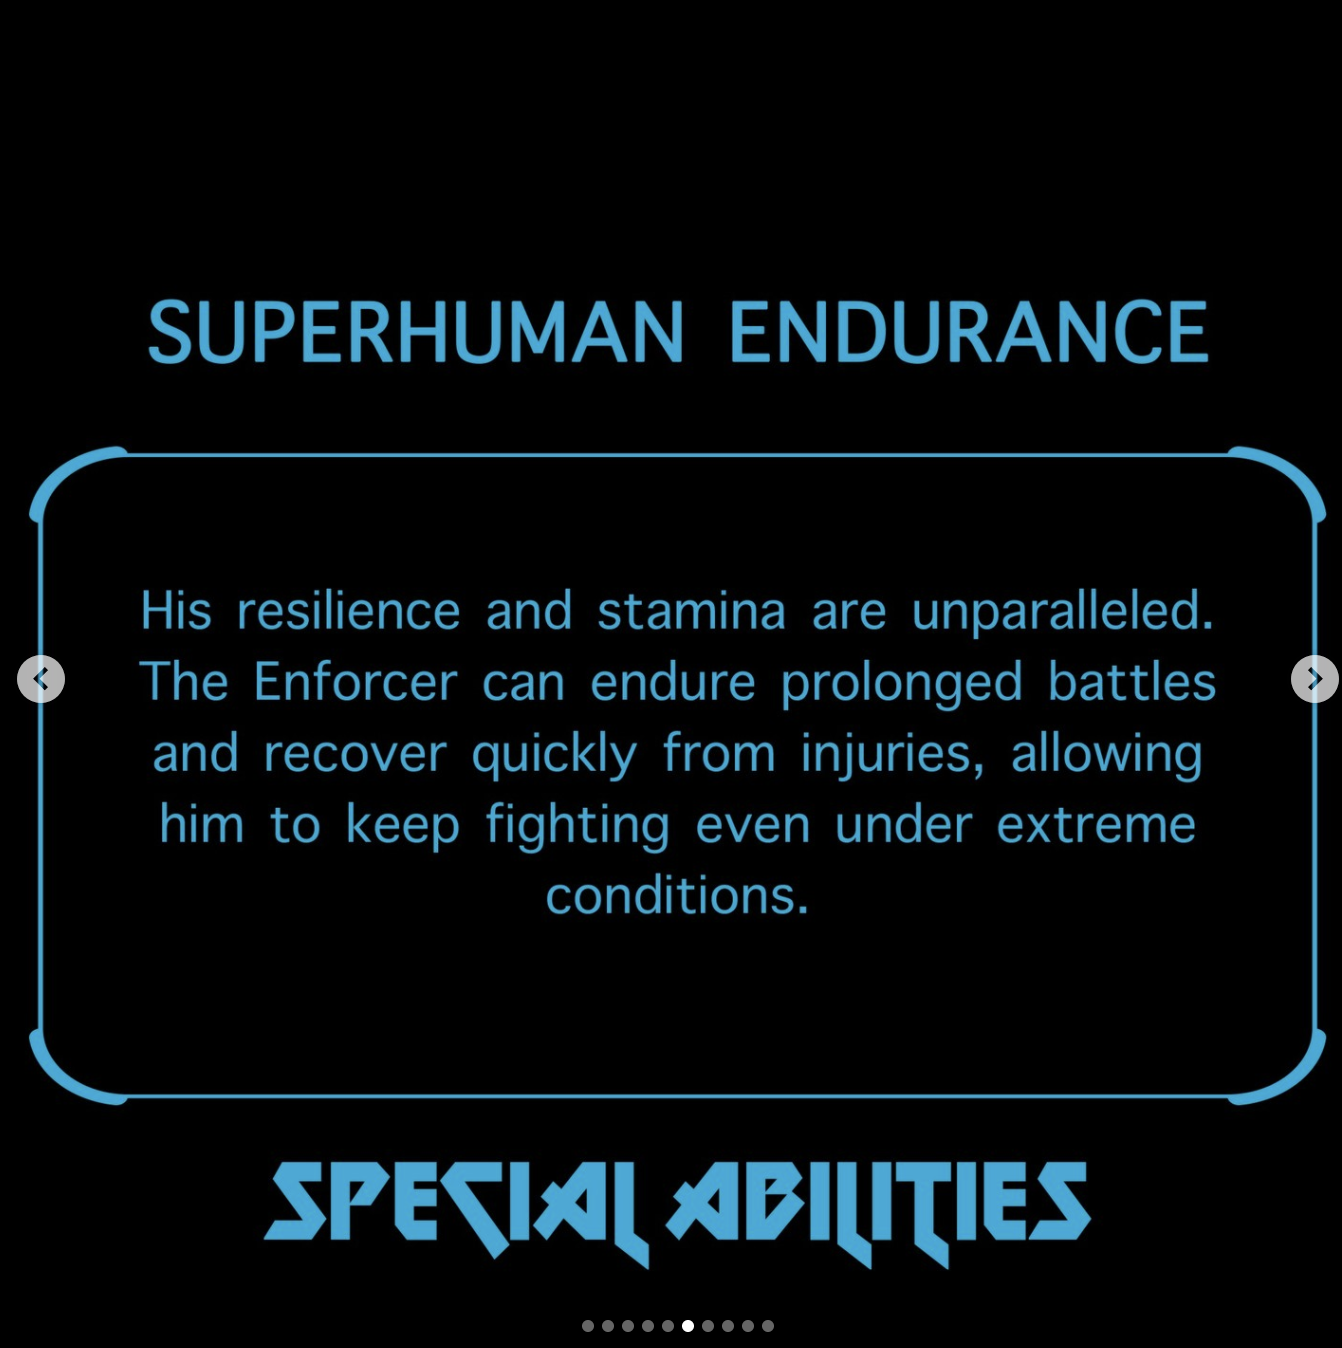 SUPERHUMAN ENDURANCE
His resilience and stamina are unparalleled.
The Enforcer can endure prolonged battles
and recover quickly from injuries, allowing
him to keep fighting even under extreme
conditions.
SPECIAL ABILITIES